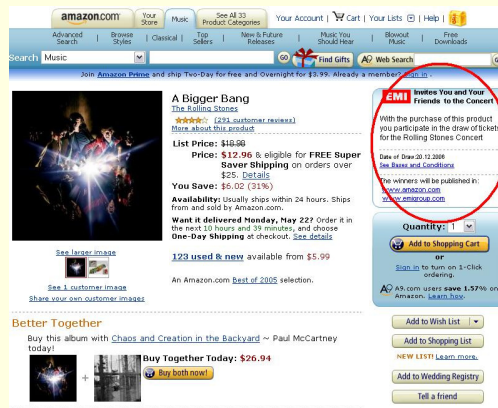 amazon.com
Your Store
Music
See All 33 Product Categories
Your Account
Cart
Your Lists
Help
Advanced Search
Browse Styles
Classical
Top Sellers
New & Future Releases
Music You Should Hear
Blowout Music
Free Downloads
Search Music GO Find Gifts A9 Web Search
Join Amazon Prime and ship Two-Day for free and Overnight for $3.99. Already a member? Sign in.
A Bigger Bang
The Rolling Stones
(291 customer reviews)
More about this product
List Price: $18.98
Price: $12.96 & eligible for FREE Super
Saver Shipping on orders over
$25. Details
You Save: $6.02 (31%)
Availability: Usually ships within 24 hours. Ships
from and sold by Amazon.com.
Want it delivered Monday, May 22? Order it in
the next 10 hours and 39 minutes, and choose
One-Day Shipping at checkout. See details
123 used & new available from $5.99
An Amazon.com Best of 2005 selection.
See larger image
See 1 customer image
Share your own customer images
EMI Invites You and Your
Friends to the Concert
With the purchase of this product
you participate in the draw of tickets
for the Rolling Stones Concert
Date of Draw:20.12.2006
See Bases and Conditions
The winners will be published in:
www.amazon.com
www.emigroup.com
Quantity: 1
Add to Shopping Cart
or
Sign in to turn on 1-Click
ordering.
A9.com users save 1.57% on
Amazon. Learn how.
Add to Wish List
Add to Shopping List
NEW LIST! Learn more.
Add to Wedding Registry
Tell a friend
Better Together
Buy this album with Chaos and Creation in the Backyard ~ Paul McCartney
today!
Buy Together Today: $26.94
Buy both now!